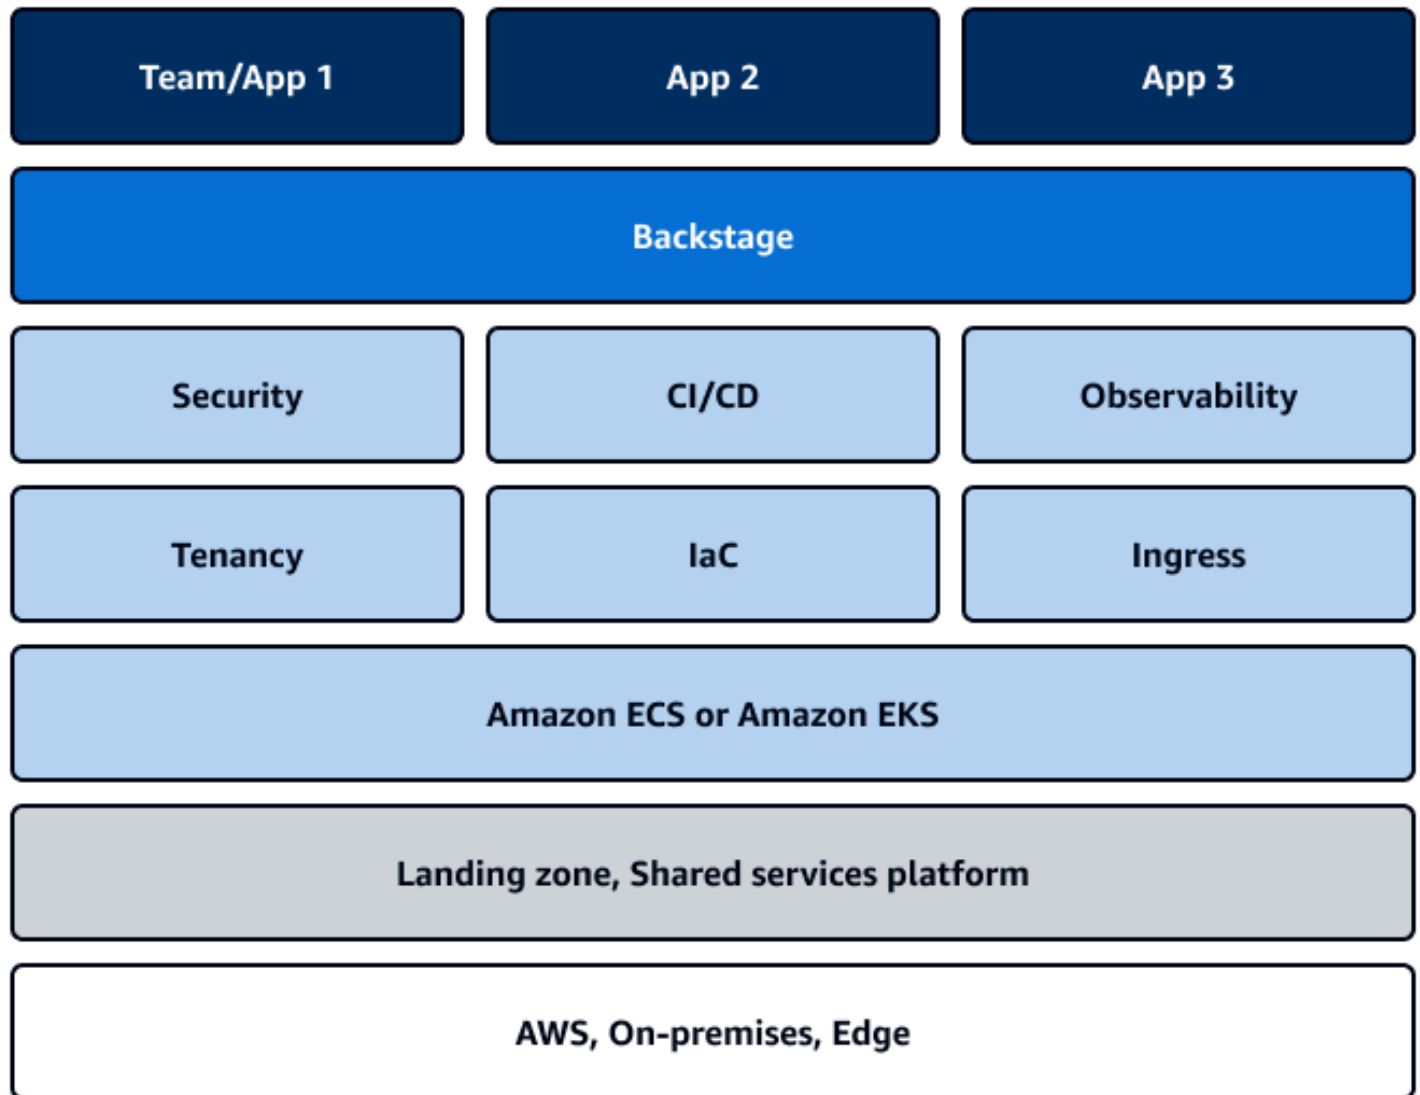 Team/App 1
App 2
App 3
Backstage
Security
CI/CD
Observability
Tenancy
IaC
Ingress
Amazon ECS or Amazon EKS
Landing zone, Shared services platform
AWS, On-premises, Edge